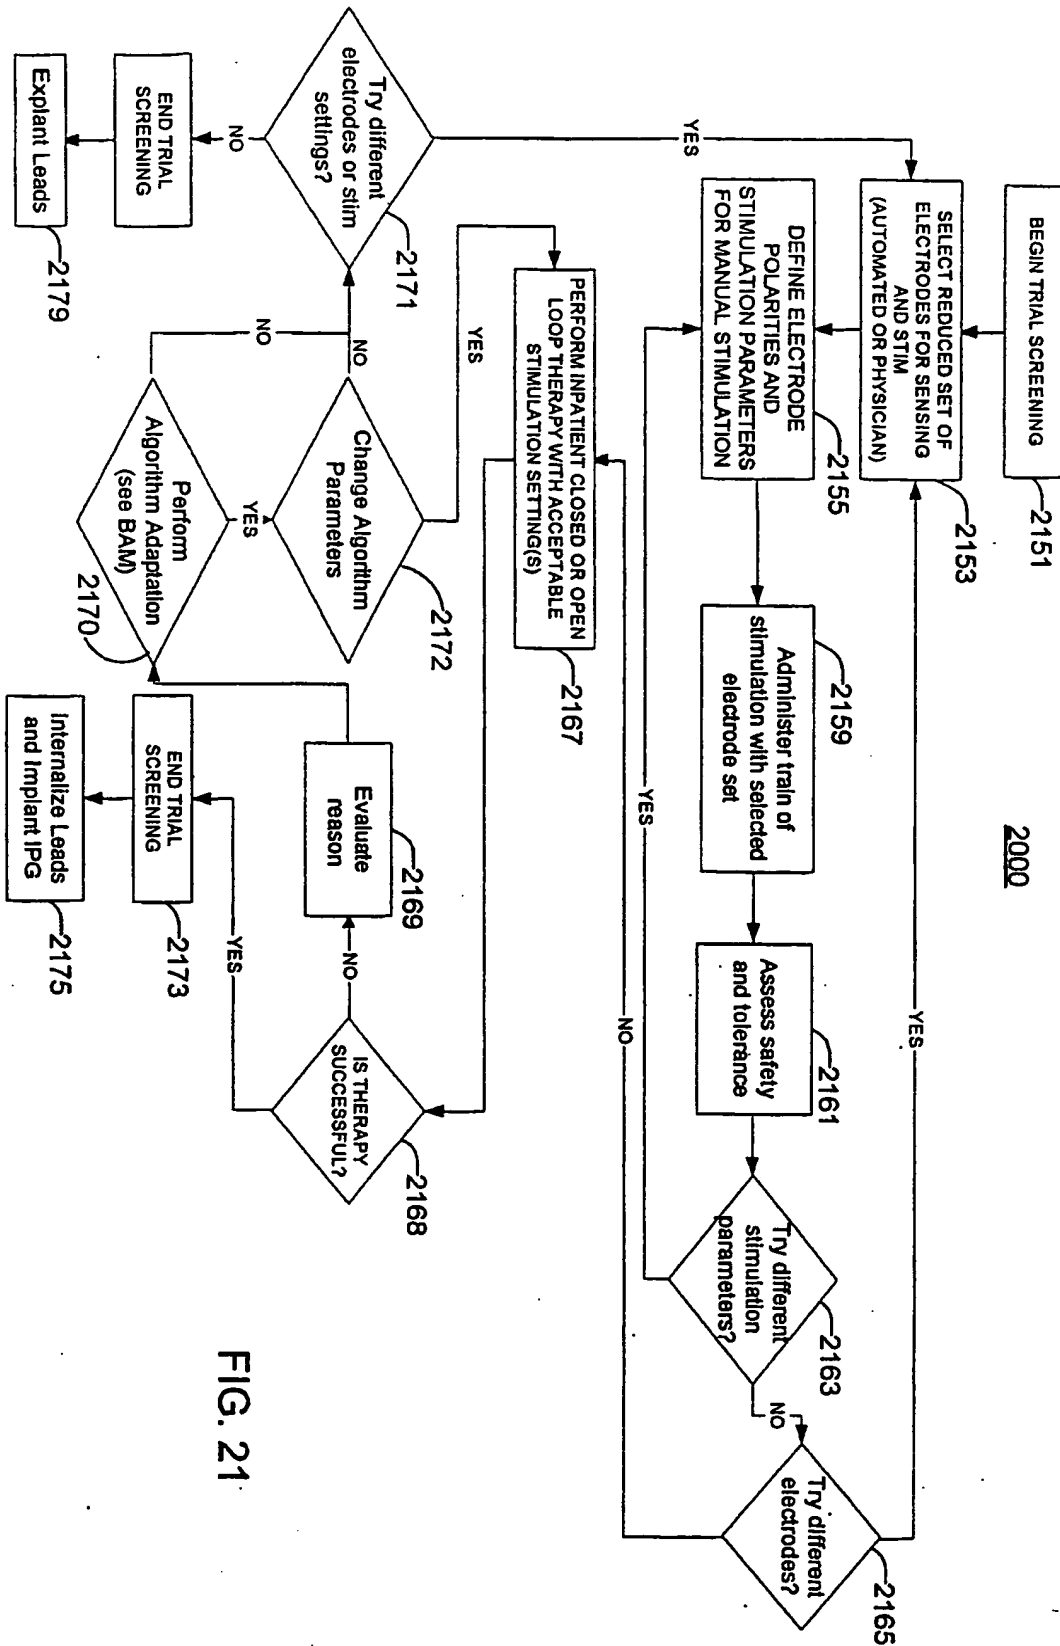 2000
BEGIN TRIAL SCREENING
2151
SELECT REDUCED SET OF
ELECTRODES FOR SENSING
AND STIM
(AUTOMATED OR PHYSICIAN)
2153
DEFINE ELECTRODE
POLARITIES AND
STIMULATION PARAMETERS
FOR MANUAL STIMULATION
2155
Administer train of
stimulation with selected
electrode set
2159
Assess safety
and tolerance
2161
Try different
stimulation
parameters?
2163
NO
Try different
electrodes?
2165
YES
YES
NO
YES
PERFORM INPATIENT CLOSED OR OPEN
LOOP THERAPY WITH ACCEPTABLE
STIMULATION SETTING(S)
2167
YES
Change Algorithm
Parameters
2172
NO
YES
Perform
Algorithm Adaptation
(see BAM)
2170
NO
Try different
electrodes or stim
settings?
2171
NO
END TRIAL
SCREENING
Explant Leads
2179
Evaluate
reason
2169
NO
IS THERAPY
SUCCESSFUL?
2168
YES
END TRIAL
SCREENING
2173
Internalize Leads
and Implant IPG
2175
FIG. 21